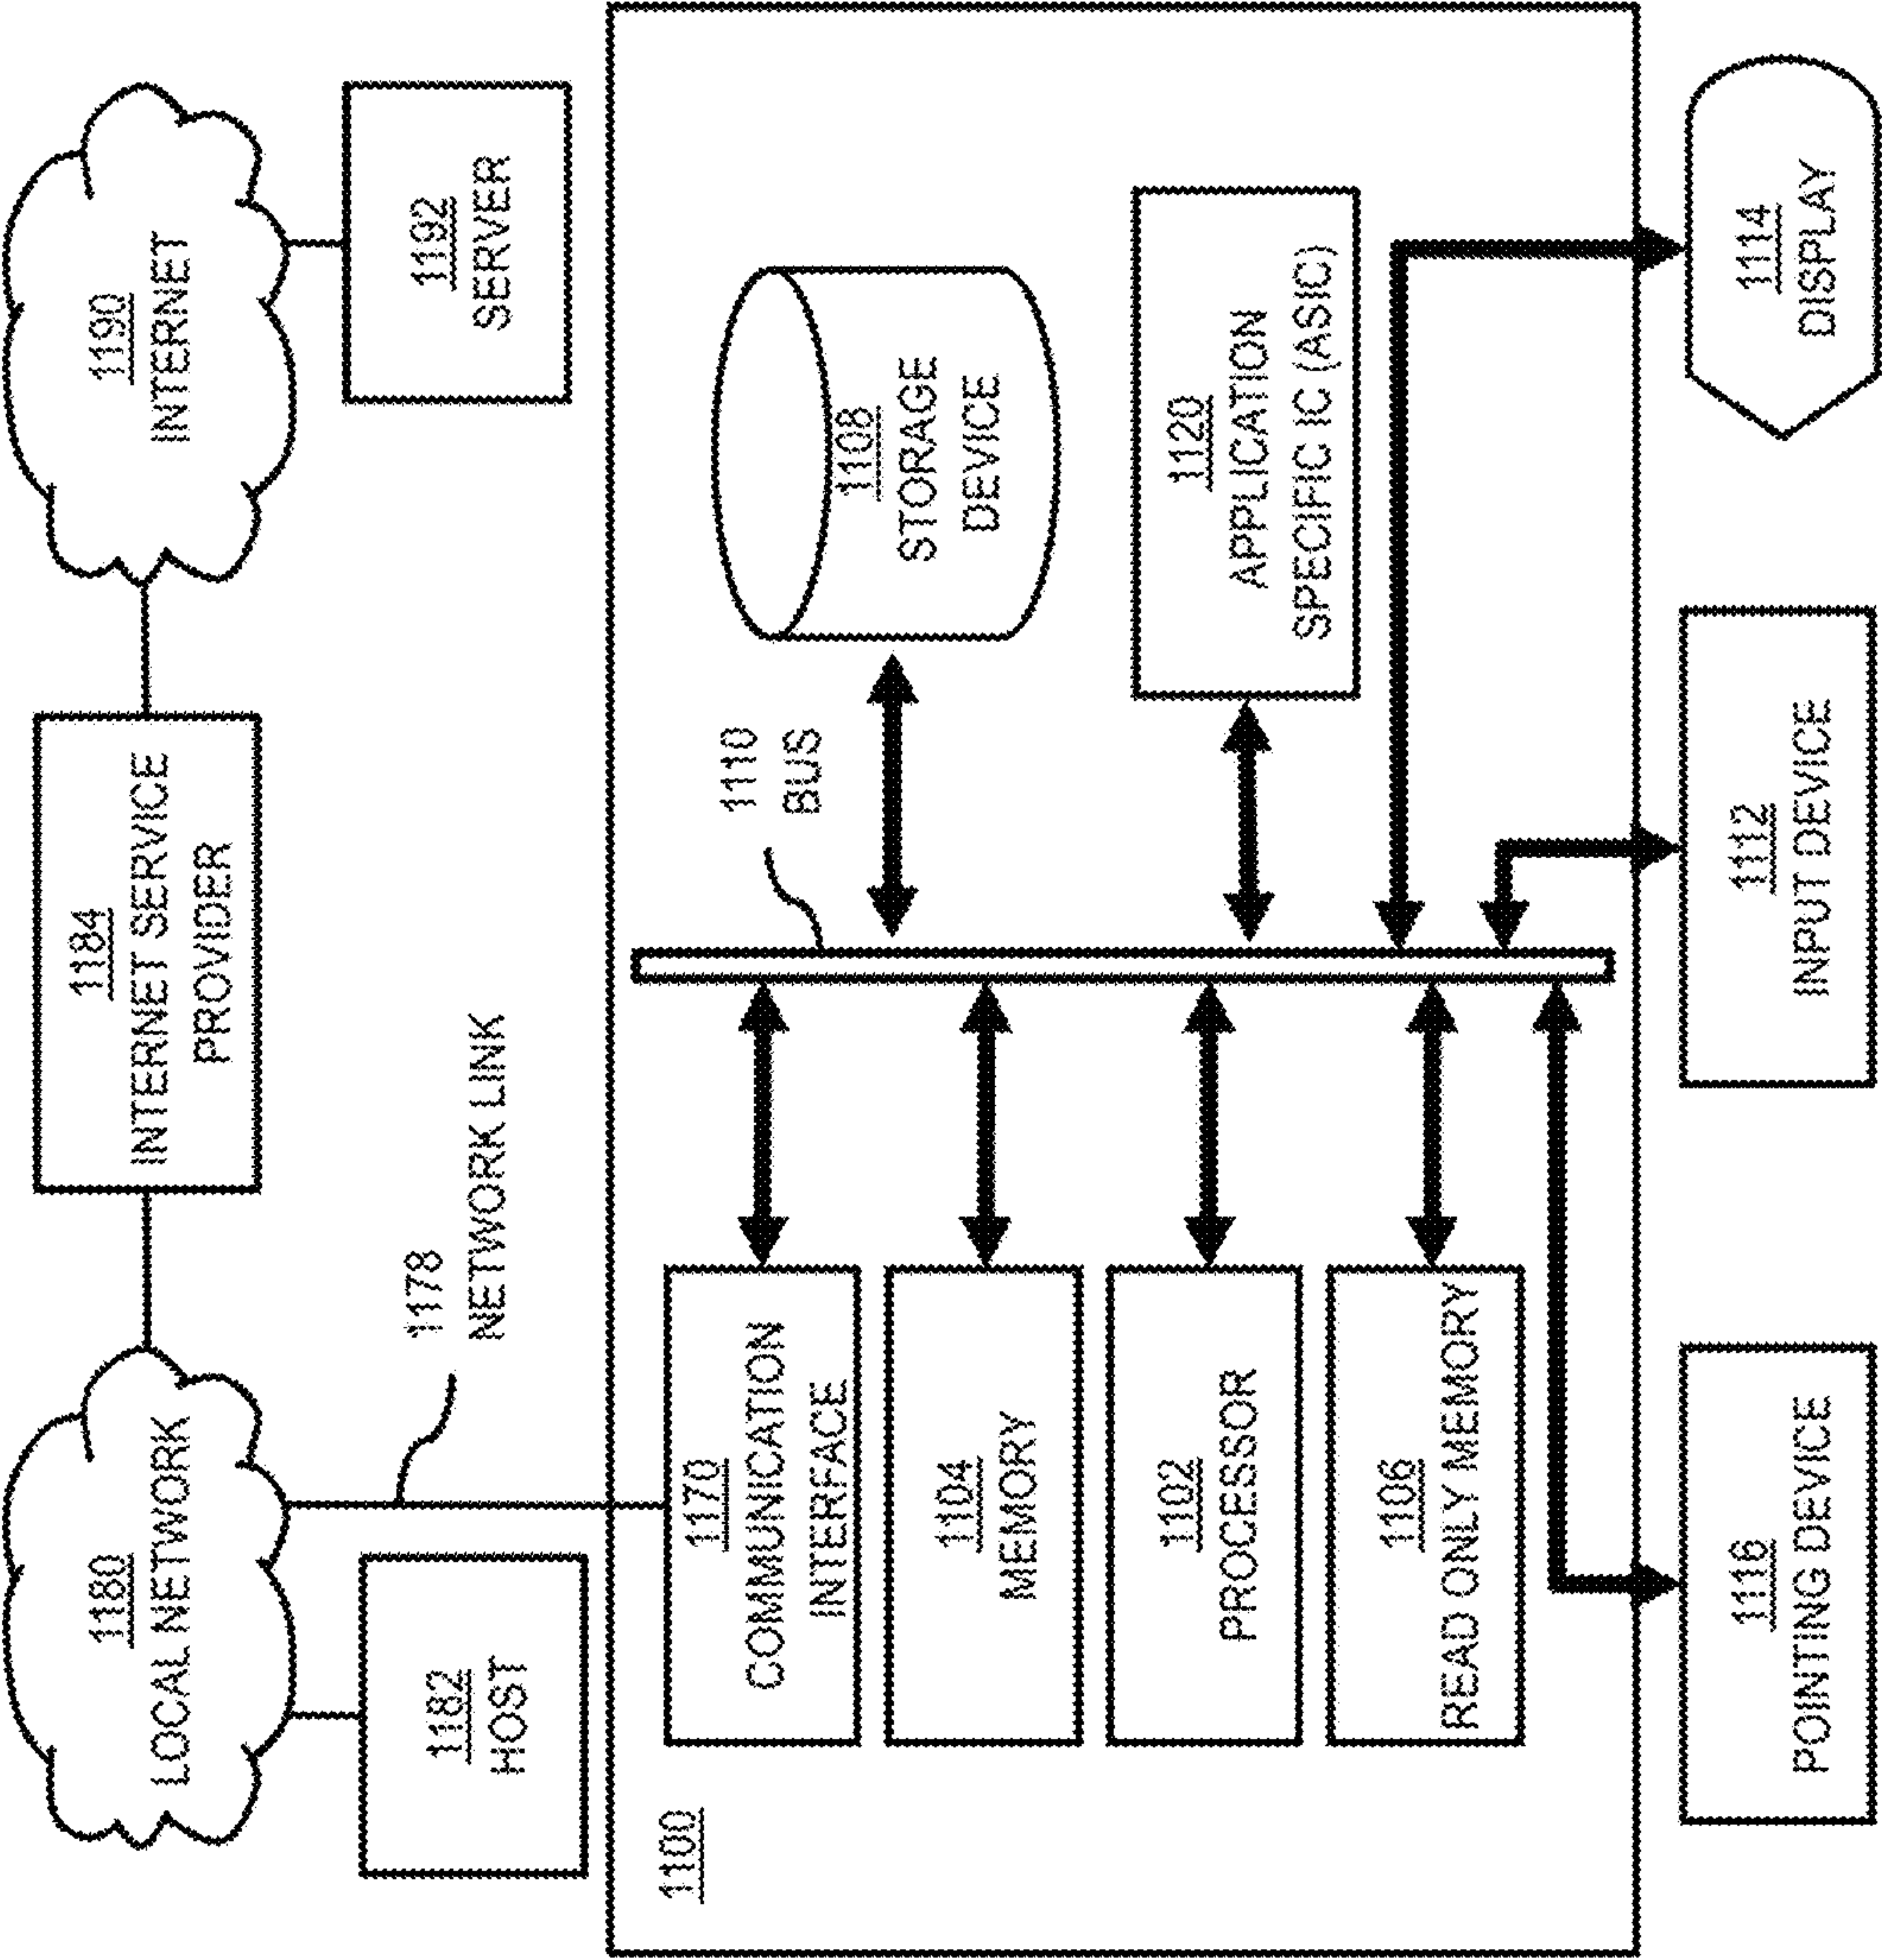 1180
LOCAL NETWORK
1184
INTERNET SERVICE
PROVIDER
1190
INTERNET
1182
HOST
1178
NETWORK LINK
1192
SERVER
1100
1170
COMMUNICATION
INTERFACE
1110
BUS
1108
STORAGE
DEVICE
1104
MEMORY
1102
PROCESSOR
1120
APPLICATION
SPECIFIC IC (ASIC)
1106
READ ONLY MEMORY
1116
POINTING DEVICE
1112
INPUT DEVICE
1114
DISPLAY